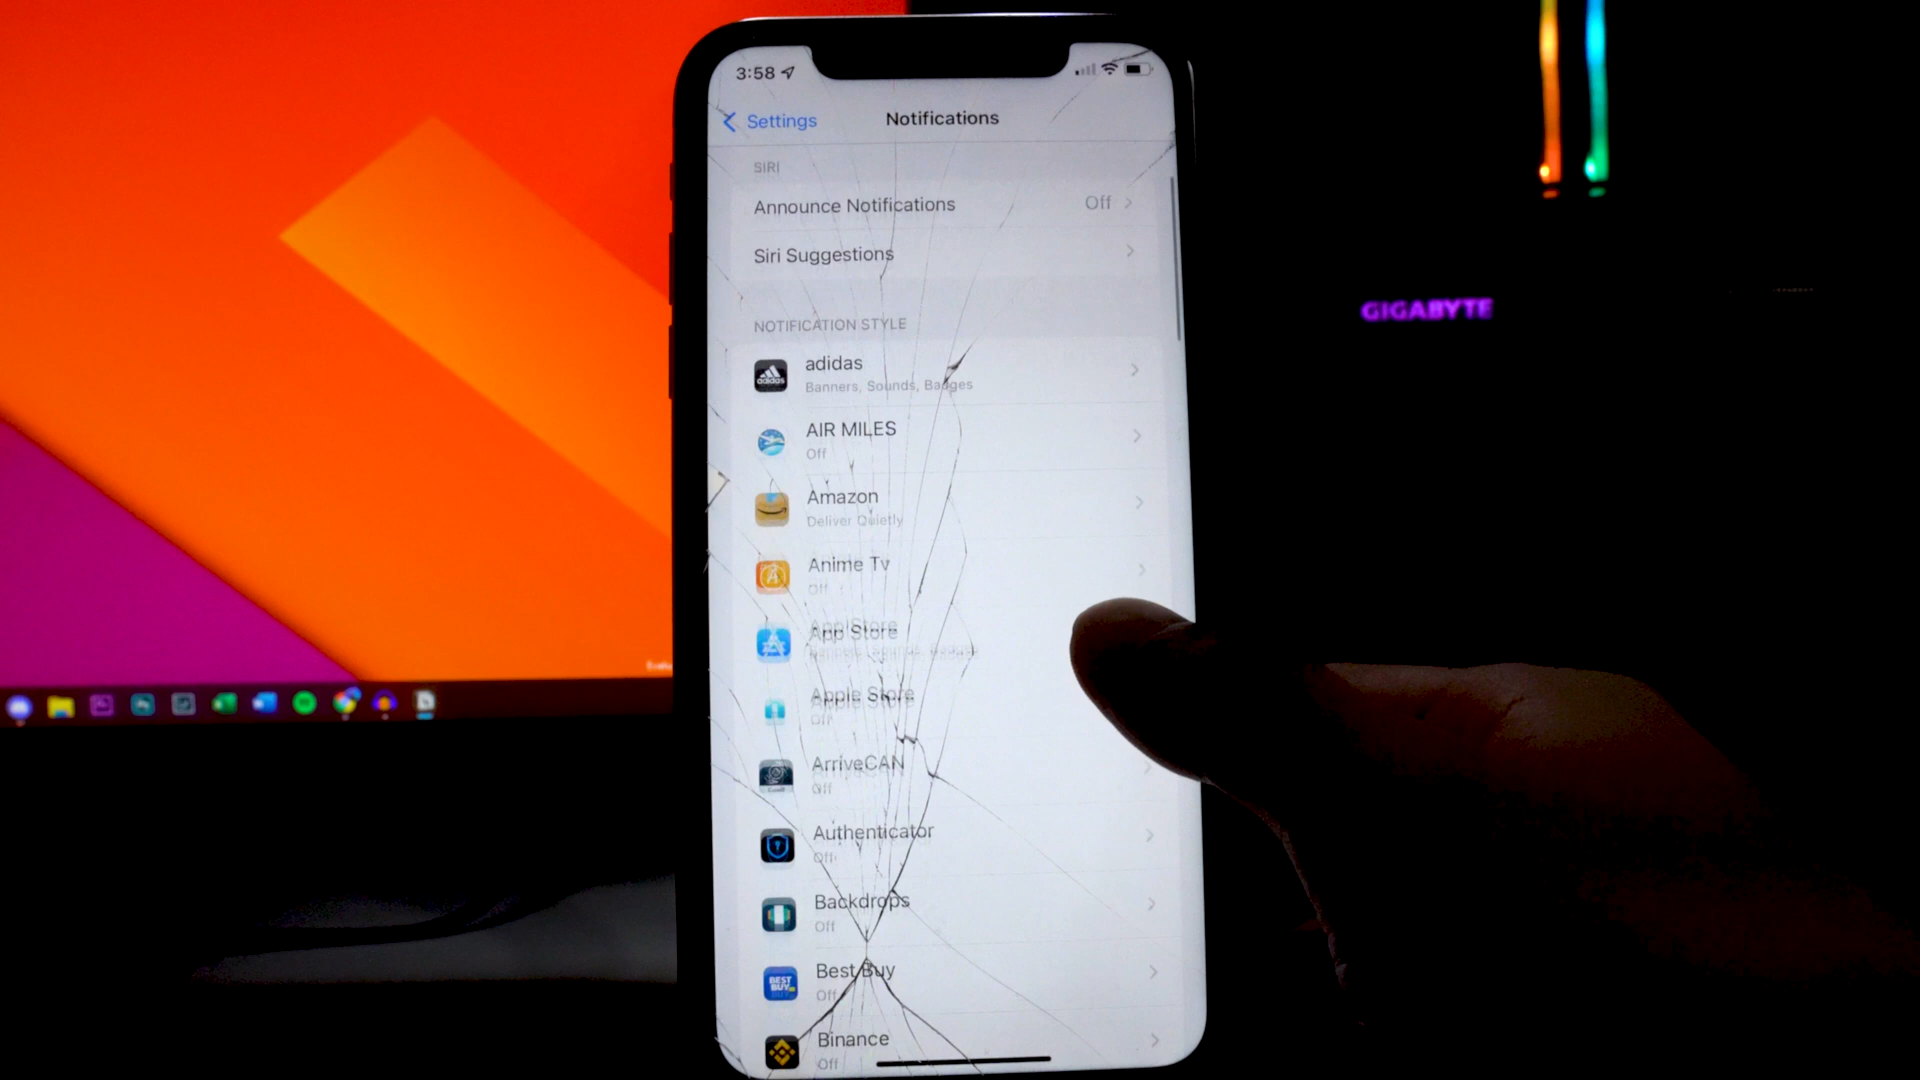 3:58
Settings
Notifications
SIRI
Announce Notifications
Off
Siri Suggestions
NOTIFICATION STYLE
adidas
Banners, Sounds, Badges
AIR MILES
Off
Amazon
Deliver Quietly
Anime Tv
Off
App Store
Apple Store
Off
ArriveCAN
Off
Authenticator
Off
Backdrops
Off
BEST BUY
Best Buy
Off
Binance
Off
GIGABYTE